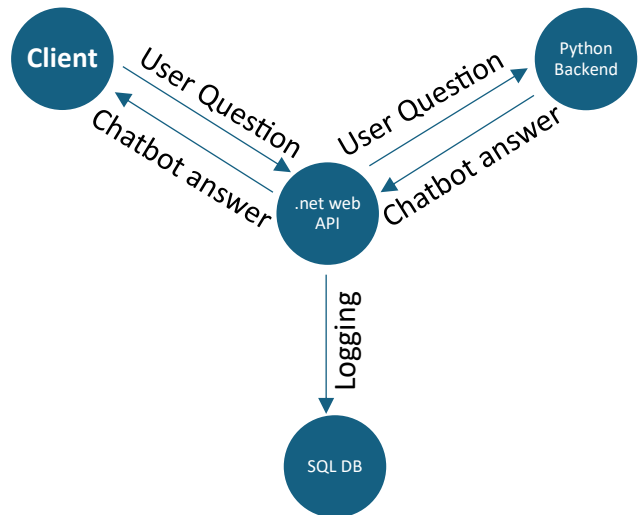 Client
Python
Backend
User Question
Chatbot answer
User Question
Chatbot answer
.net web
API
Logging
SQL DB